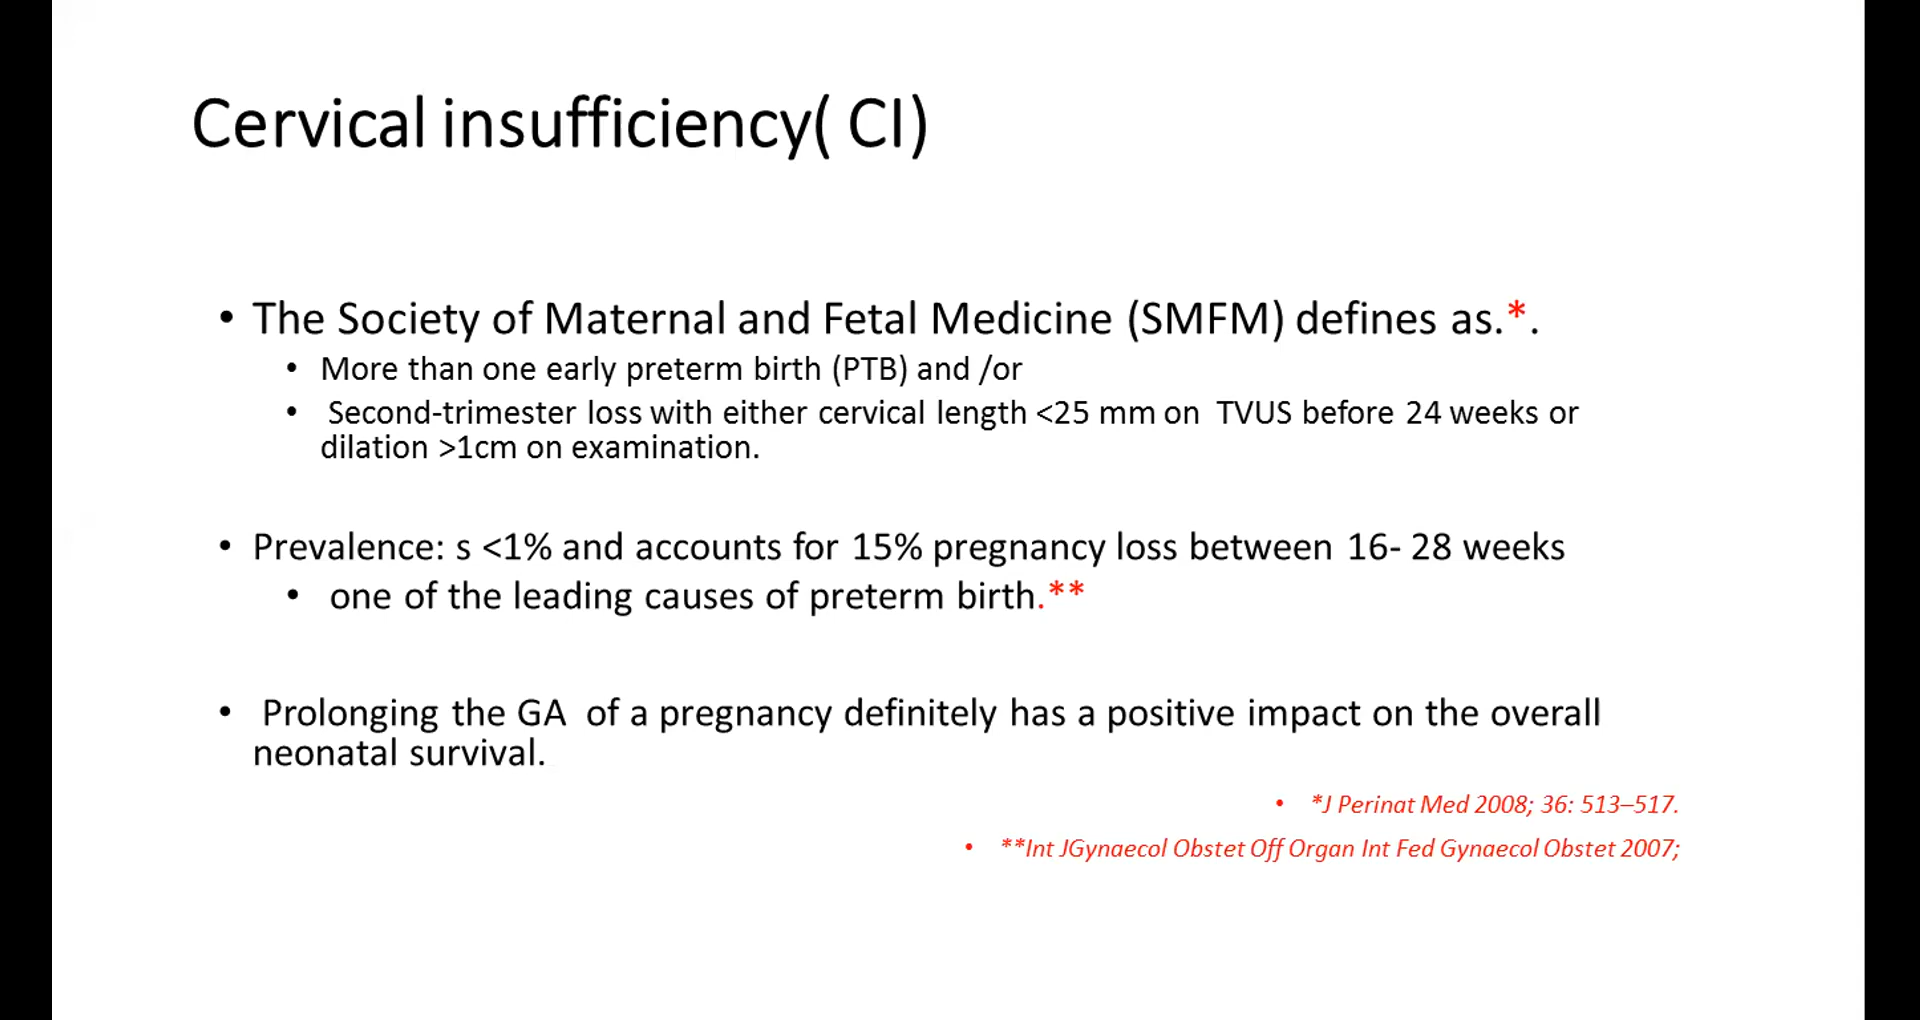 Cervical insufficiency( CI)
• The Society of Maternal and Fetal Medicine (SMFM) defines as.*.
• More than one early preterm birth (PTB) and /or
• Second-trimester loss with either cervical length <25 mm on TVUS before 24 weeks or
dilation >1cm on examination.
• Prevalence: s <1% and accounts for 15% pregnancy loss between 16- 28 weeks
• one of the leading causes of preterm birth.**
• Prolonging the GA of a pregnancy definitely has a positive impact on the overall
neonatal survival.
• *J Perinat Med 2008; 36: 513–517.
• **Int JGynaecol Obstet Off Organ Int Fed Gynaecol Obstet 2007;